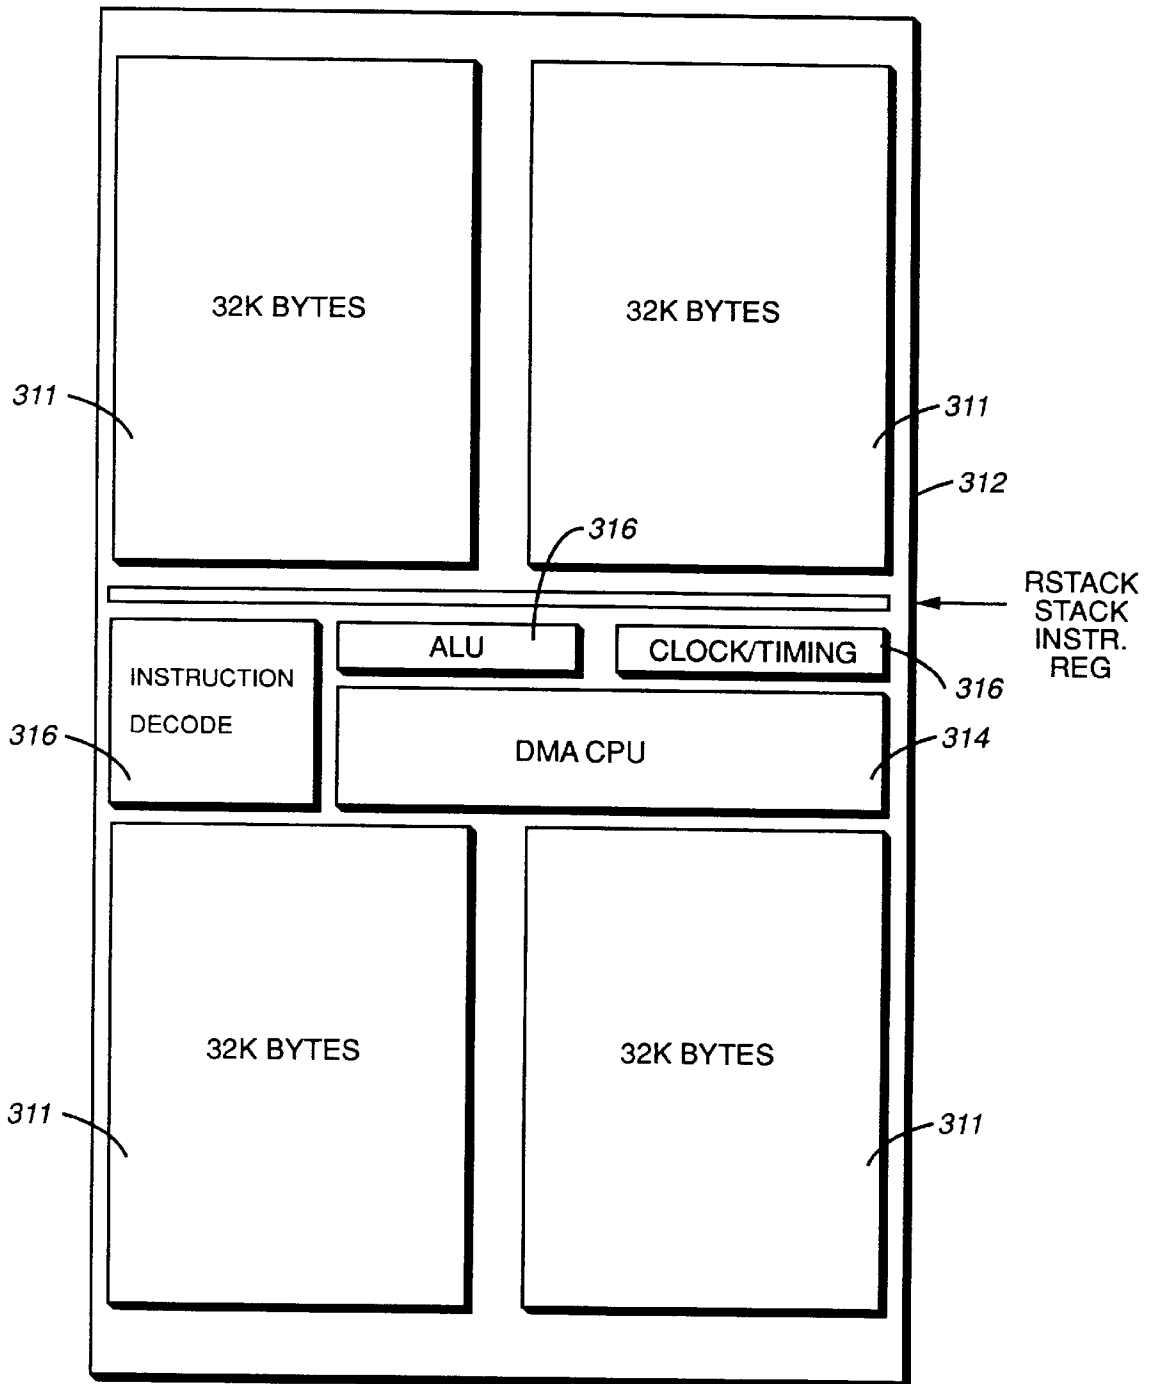 32K BYTES
32K BYTES
311
311
312
316
RSTACK
STACK
INSTR.
REG
ALU
CLOCK/TIMING
316
INSTRUCTION
DECODE
316
DMA CPU
314
32K BYTES
32K BYTES
311
311